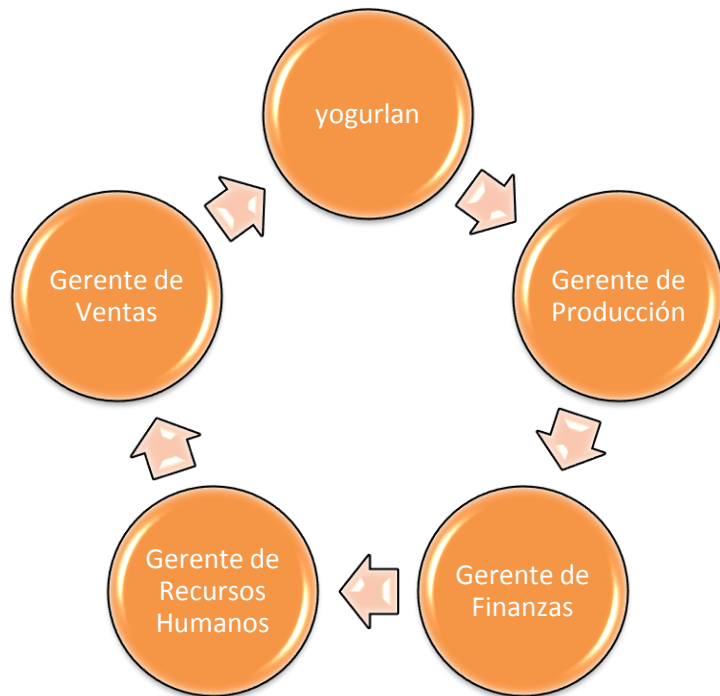 yogurlan
Gerente de
Producción
Gerente de
Finanzas
Gerente de
Recursos
Humanos
Gerente de
Ventas